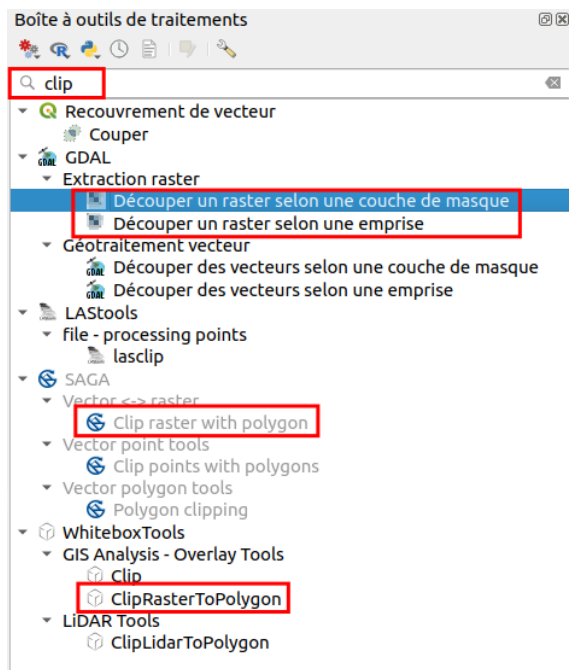 Boîte à outils de traitements
clip
Recouvrement de vecteur
Couper
GDAL
Extraction raster
Découper un raster selon une couche de masque
Découper un raster selon une emprise
Géotraitement vecteur
GDAL Découper des vecteurs selon une couche de masque
GDAL Découper des vecteurs selon une emprise
LAStools
file - processing points
lasclip
SAGA
Vector <-> raster
Clip raster with polygon
Vector point tools
Clip points with polygons
Vector polygon tools
Polygon clipping
WhiteboxTools
GIS Analysis - Overlay Tools
Clip
ClipRasterToPolygon
LiDAR Tools
ClipLidarToPolygon